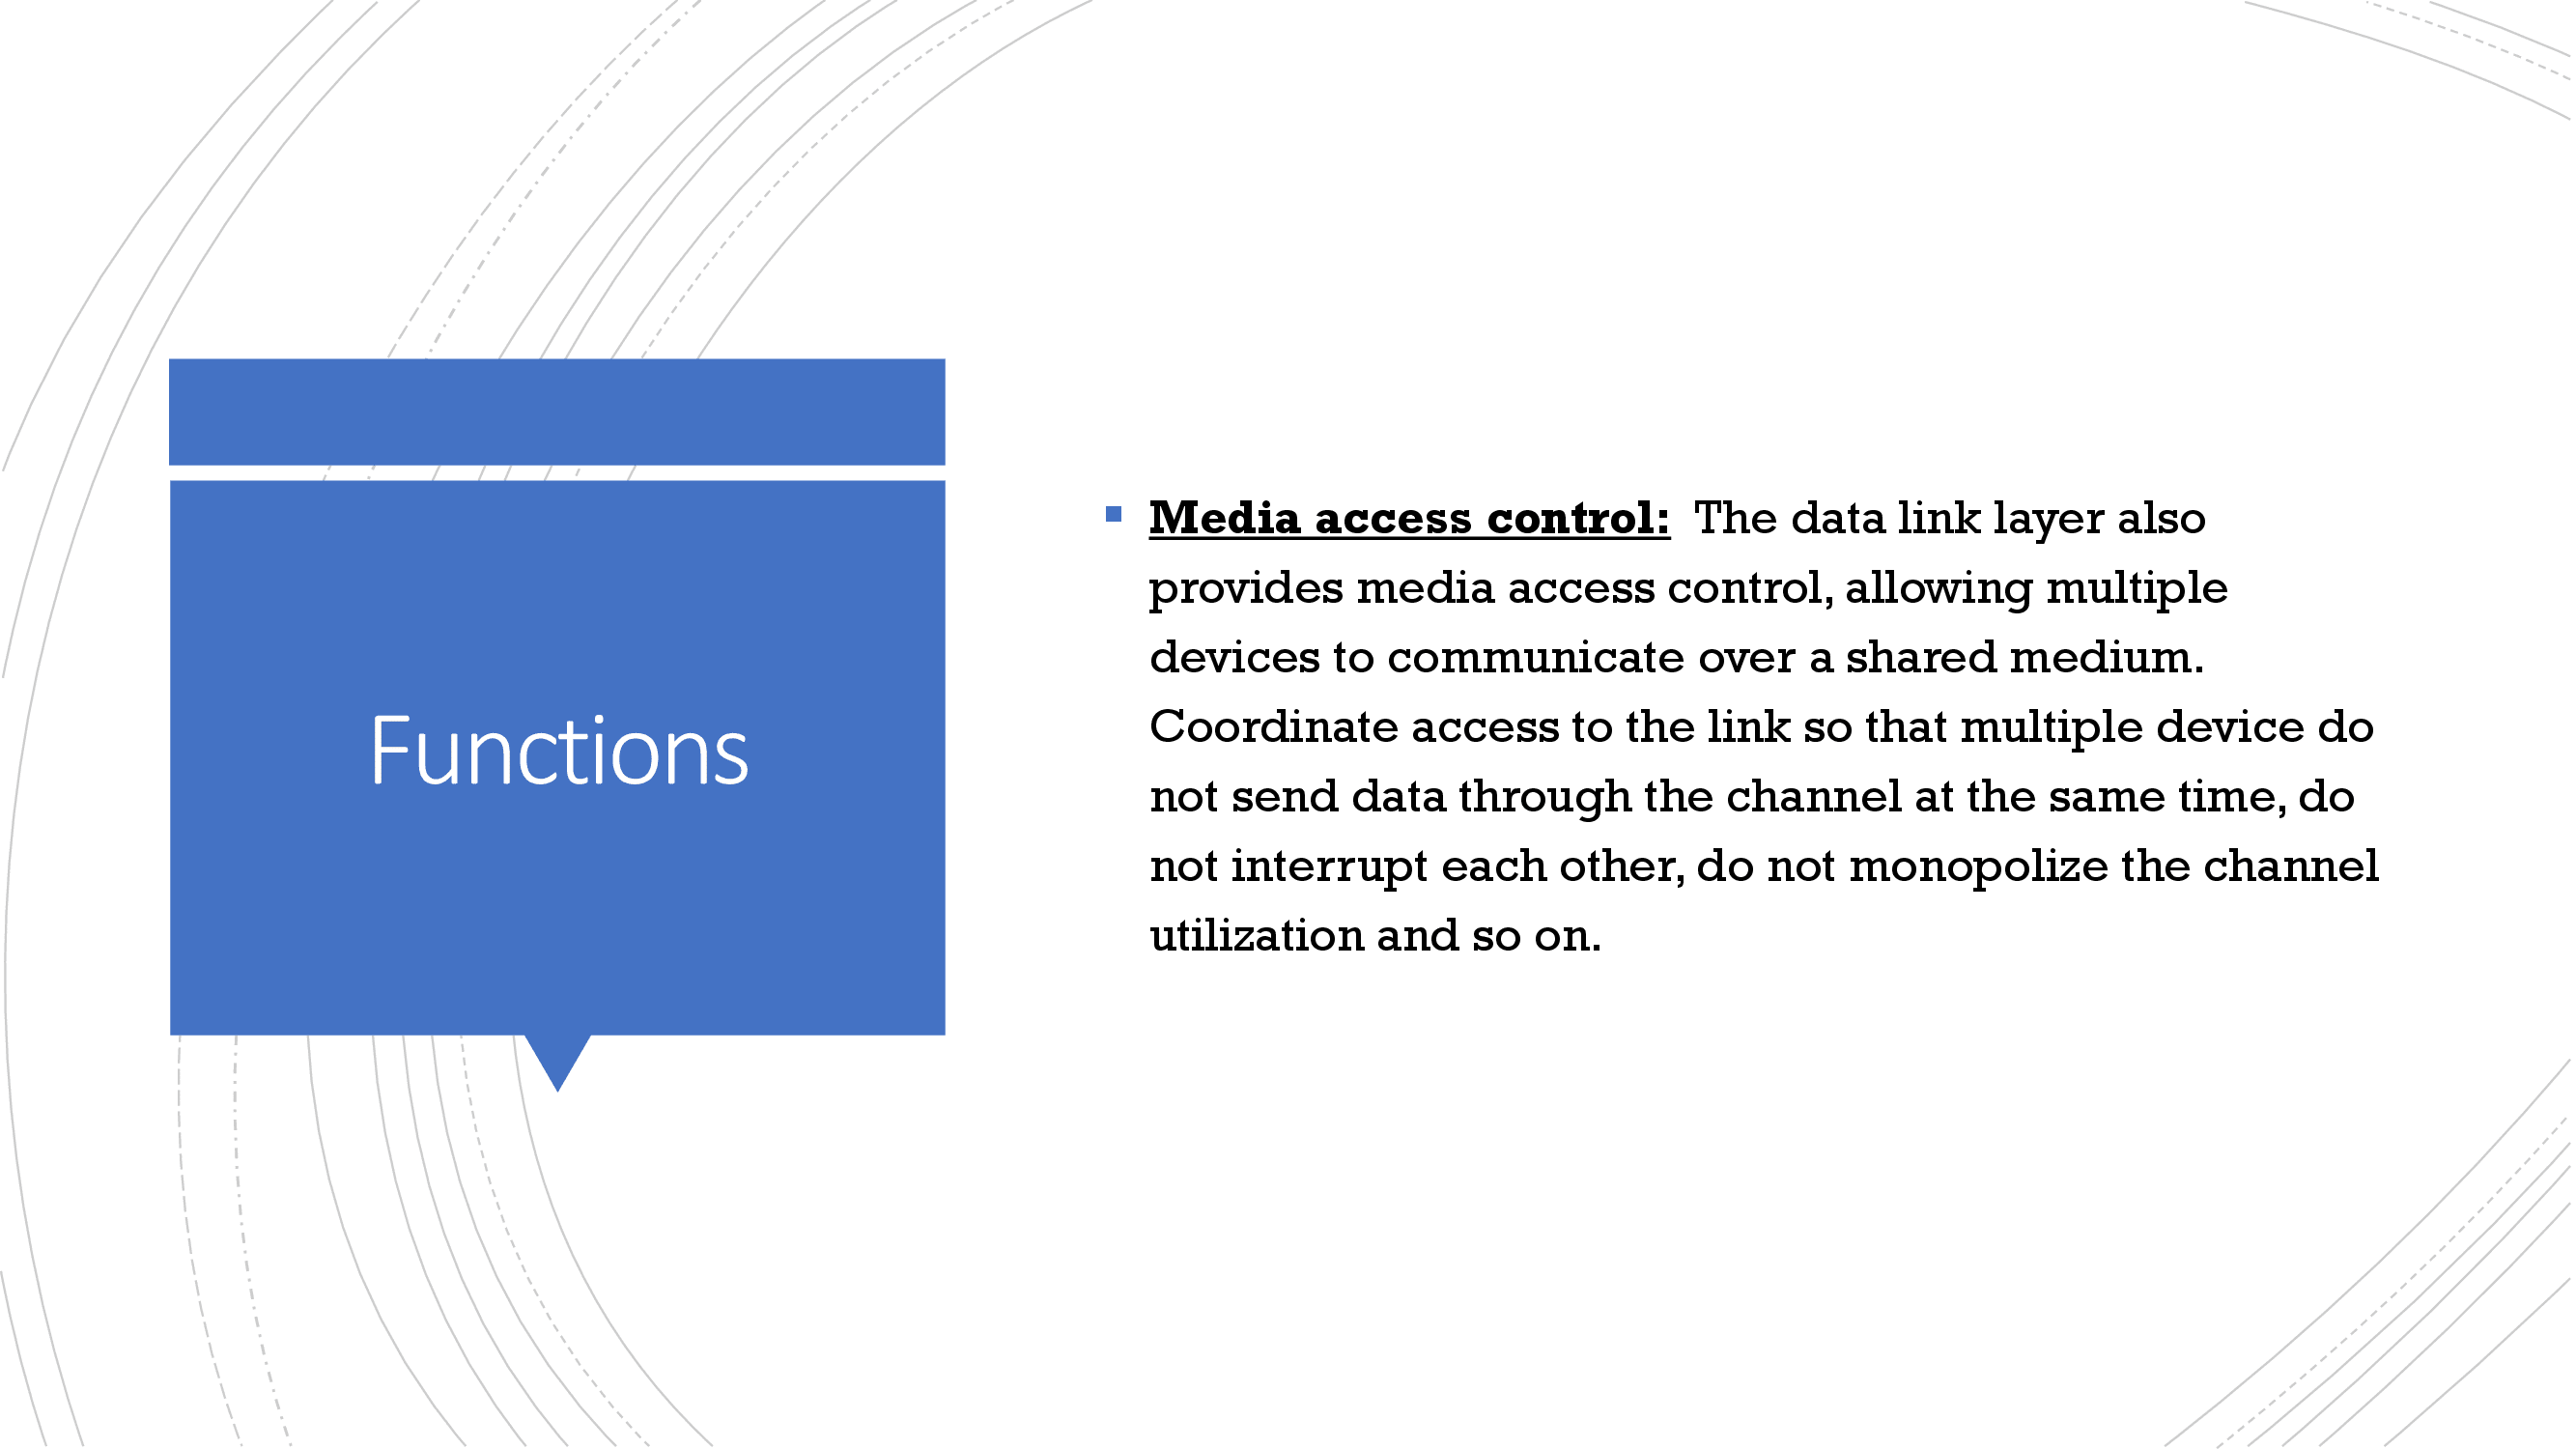 Functions
Media access control: The data link layer also
provides media access control, allowing multiple
devices to communicate over a shared medium.
Coordinate access to the link so that multiple device do
not send data through the channel at the same time, do
not interrupt each other, do not monopolize the channel
utilization and so on.